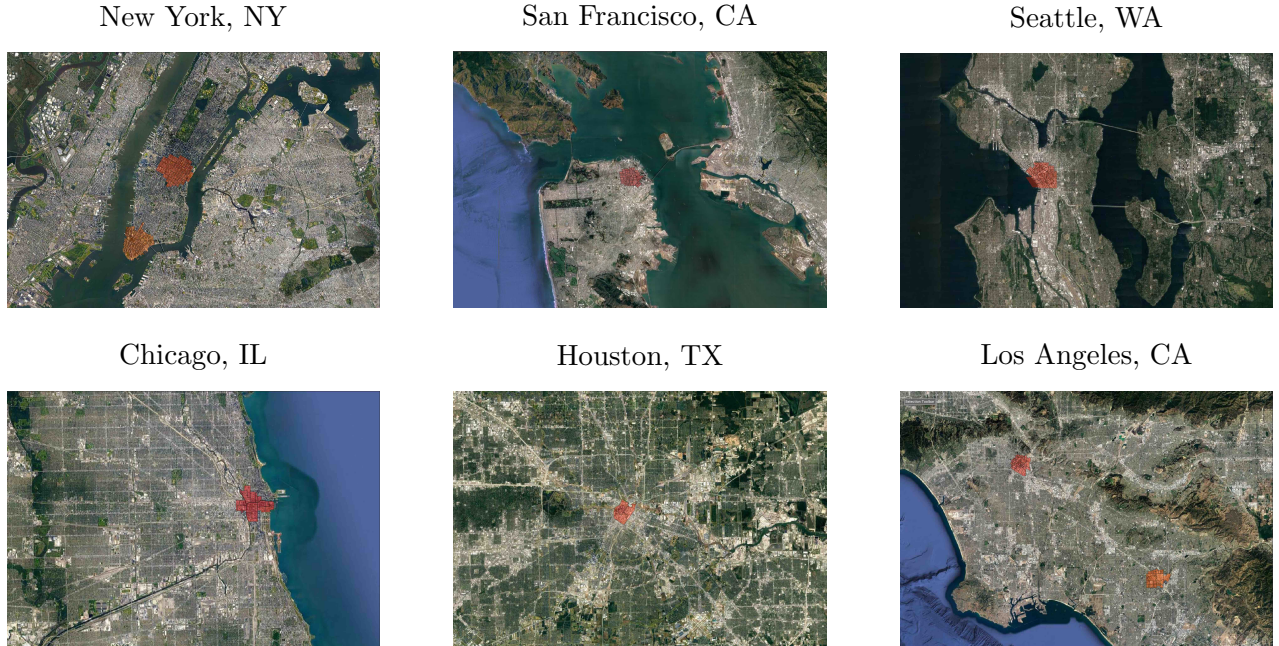 New York, NY
San Francisco, CA
Seattle, WA
Chicago, IL
Houston, TX
Los Angeles, CA